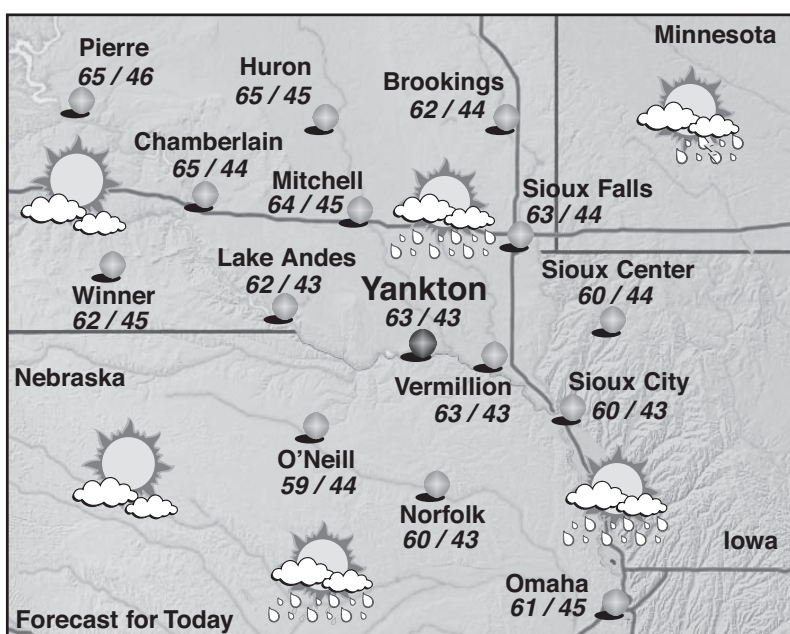 Pierre
65 / 46
Huron
65 / 45
Brookings
62 / 44
Minnesota
Chamberlain
65 / 44
Mitchell
64 / 45
Sioux Falls
63 / 44
Winner
62 / 45
Lake Andes
62 / 43
Yankton
63 / 43
Sioux Center
60 / 44
Nebraska
Vermillion
63 / 43
Sioux City
60 / 43
O'Neill
59 / 44
Norfolk
60 / 43
Iowa
Omaha
61 / 45
Forecast for Today